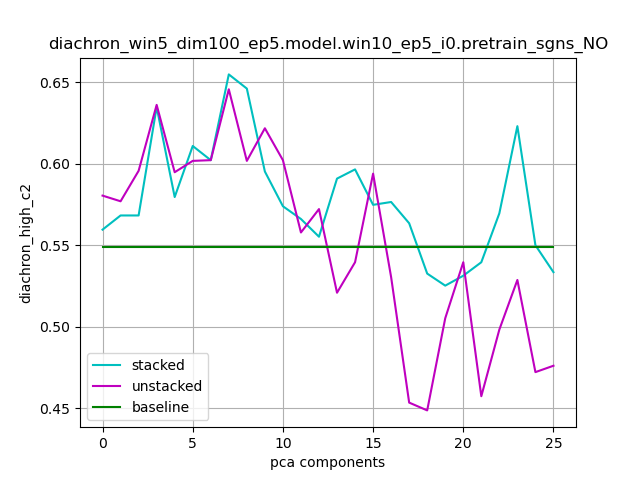 diachron_win5_dim100_ep5.model.win10_ep5_i0.pretrain_sgns_NO
0.65
0.60
0.55
0.50
0.45
diachron_high_c2
stacked
unstacked
baseline
0 5 10 15 20 25
pca components